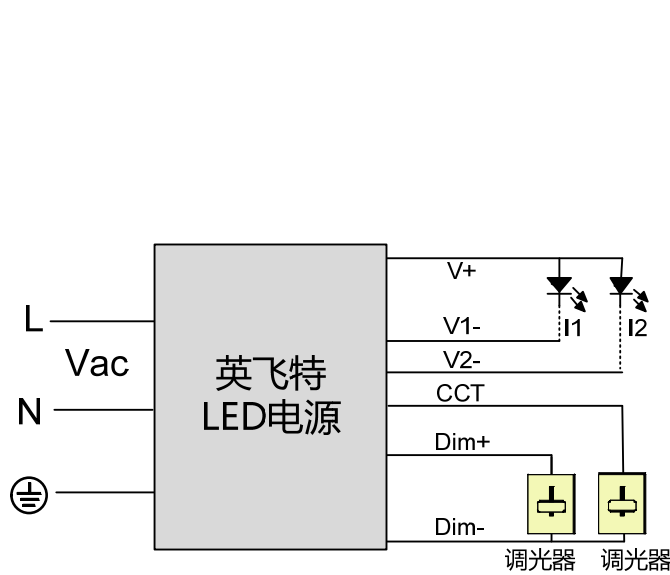 V+
L
V1-
I1
I2
Vac
V2-
英飞特
CCT
N
LED电源
Dim+
Dim-
调光器
调光器